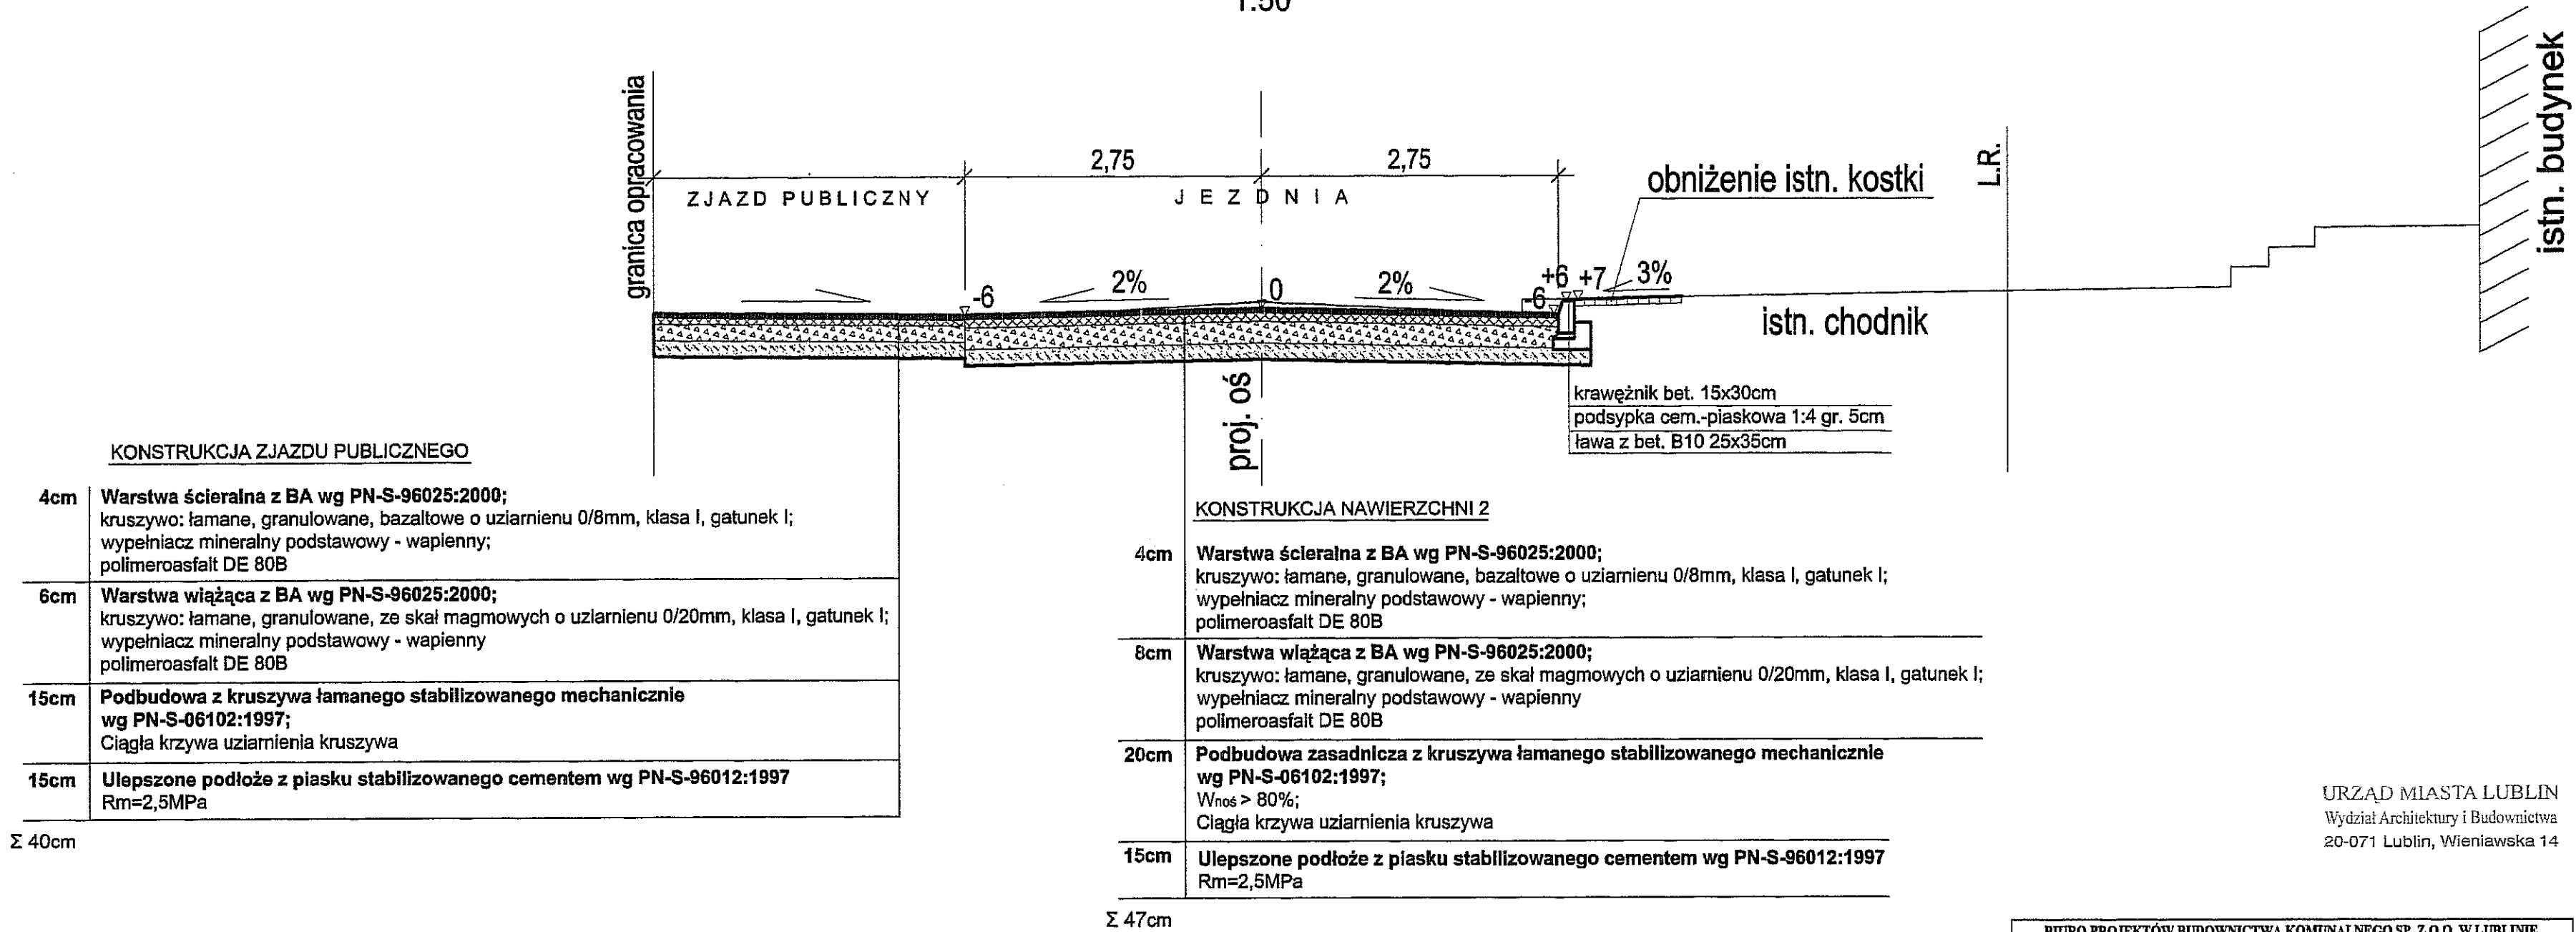 1:50
granica opracowania
2,75
2,75
ZJAZD PUBLICZNY
JEZDNIA
obniżenie istn. kostki
L.R.
istn. budynek
-6
2%
0
2%
-6
+6
+7
3%
istn. chodnik
proj. oś
krawężnik bet. 15x30cm
podsypka cem.-piaskowa 1:4 gr. 5cm
ława z bet. B10 25x35cm
KONSTRUKCJA ZJAZDU PUBLICZNEGO
4cm Warstwa ścieralna z BA wg PN-S-96025:2000;
kruszywo: łamane, granulowane, bazaltowe o uziarnienu 0/8mm, klasa I, gatunek I;
wypełniacz mineralny podstawowy - wapienny;
polimeroasfalt DE 80B
6cm Warstwa wiążąca z BA wg PN-S-96025:2000;
kruszywo: łamane, granulowane, ze skał magmowych o uziarnienu 0/20mm, klasa I, gatunek I;
wypełniacz mineralny podstawowy - wapienny
polimeroasfalt DE 80B
15cm Podbudowa z kruszywa łamanego stabilizowanego mechanicznie
wg PN-S-06102:1997;
Ciągła krzywa uziarnienia kruszywa
15cm Ulepszone podłoże z piasku stabilizowanego cementem wg PN-S-96012:1997
Rm=2,5MPa
Σ 40cm
KONSTRUKCJA NAWIERZCHNI 2
4cm Warstwa ścieralna z BA wg PN-S-96025:2000;
kruszywo: łamane, granulowane, bazaltowe o uziarnienu 0/8mm, klasa I, gatunek I;
wypełniacz mineralny podstawowy - wapienny;
polimeroasfalt DE 80B
8cm Warstwa wiążąca z BA wg PN-S-96025:2000;
kruszywo: łamane, granulowane, ze skał magmowych o uziarnienu 0/20mm, klasa I, gatunek I;
wypełniacz mineralny podstawowy - wapienny
polimeroasfalt DE 80B
20cm Podbudowa zasadnicza z kruszywa łamanego stabilizowanego mechanicznie
wg PN-S-06102:1997;
Wnoś > 80%;
Ciągła krzywa uziarnienia kruszywa
15cm Ulepszone podłoże z piasku stabilizowanego cementem wg PN-S-96012:1997
Rm=2,5MPa
Σ 47cm
URZĄD MIASTA LUBLIN
Wydział Architektury i Budownictwa
20-071 Lublin, Wieniawska 14
BIURO PROJEKTÓW BUDOWNICTWA KOMUNALNEGO SP. Z O.O. W LUBLINIE